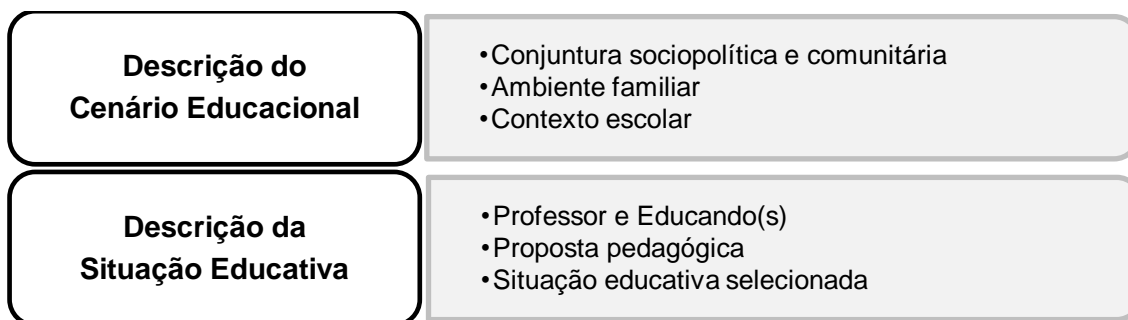 Descrição do
Cenário Educacional
•Conjuntura sociopolítica e comunitária
•Ambiente familiar
•Contexto escolar
Descrição da
Situação Educativa
•Professor e Educando(s)
•Proposta pedagógica
•Situação educativa selecionada